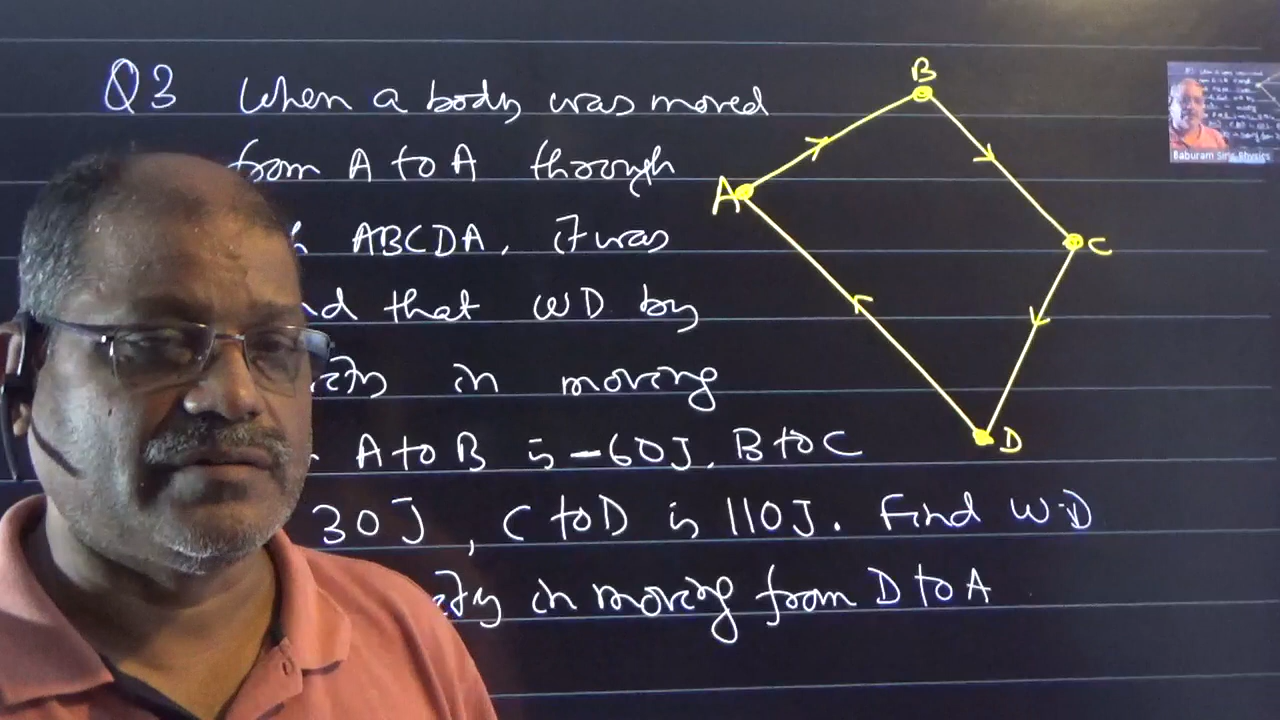 Q3 When a body was moved
from A to A through
ABCDA, it was
that WD by
in moving
A to B is -60J, B to C
30J, C to D is 110J. Find W.D
in moving from D to A
B
A
C
D
Baburam Sir's Physics